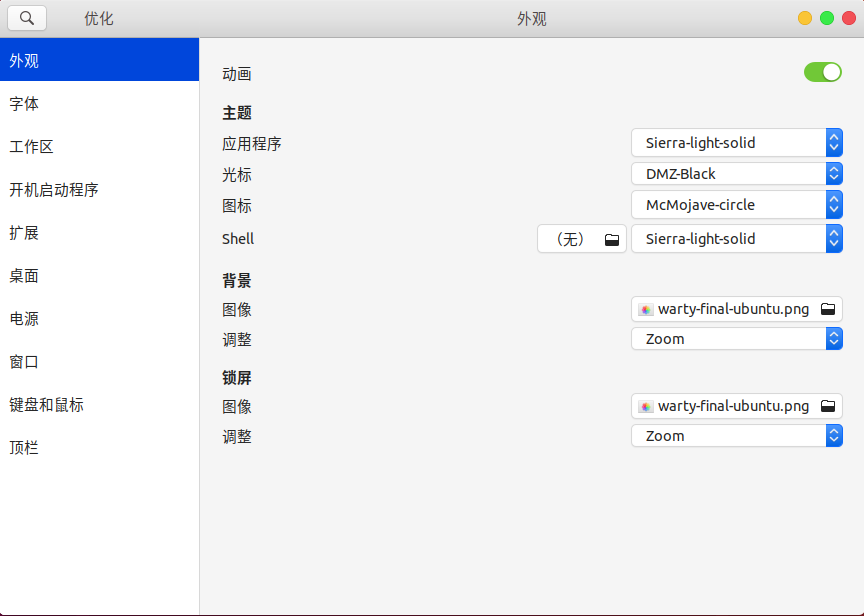 优化
外观
外观
字体
工作区
开机启动程序
扩展
桌面
电源
窗口
键盘和鼠标
顶栏
动画
主题
应用程序 Sierra-light-solid
光标 DMZ-Black
图标 McMojave-circle
Shell （无） Sierra-light-solid
背景
图像 warty-final-ubuntu.png
调整 Zoom
锁屏
图像 warty-final-ubuntu.png
调整 Zoom